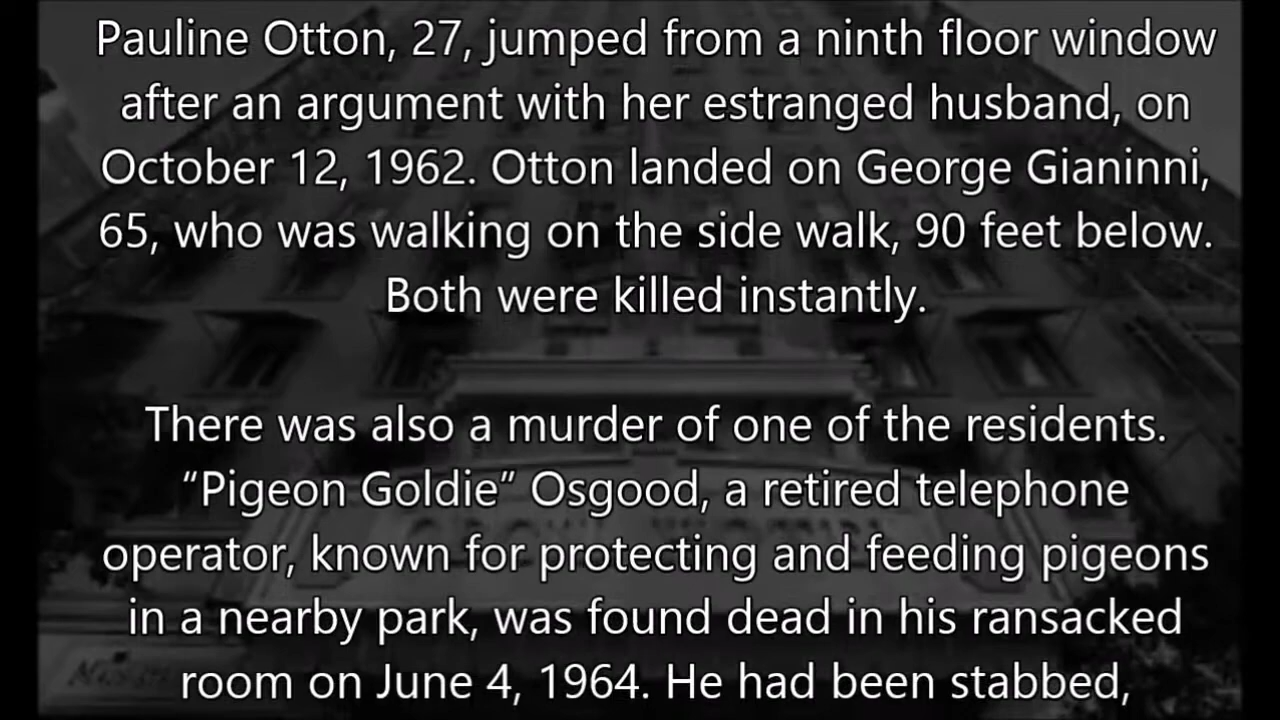 Pauline Otton, 27, jumped from a ninth floor window
after an argument with her estranged husband, on
October 12, 1962. Otton landed on George Gianinni,
65, who was walking on the side walk, 90 feet below.
Both were killed instantly.
There was also a murder of one of the residents.
“Pigeon Goldie” Osgood, a retired telephone
operator, known for protecting and feeding pigeons
in a nearby park, was found dead in his ransacked
room on June 4, 1964. He had been stabbed,